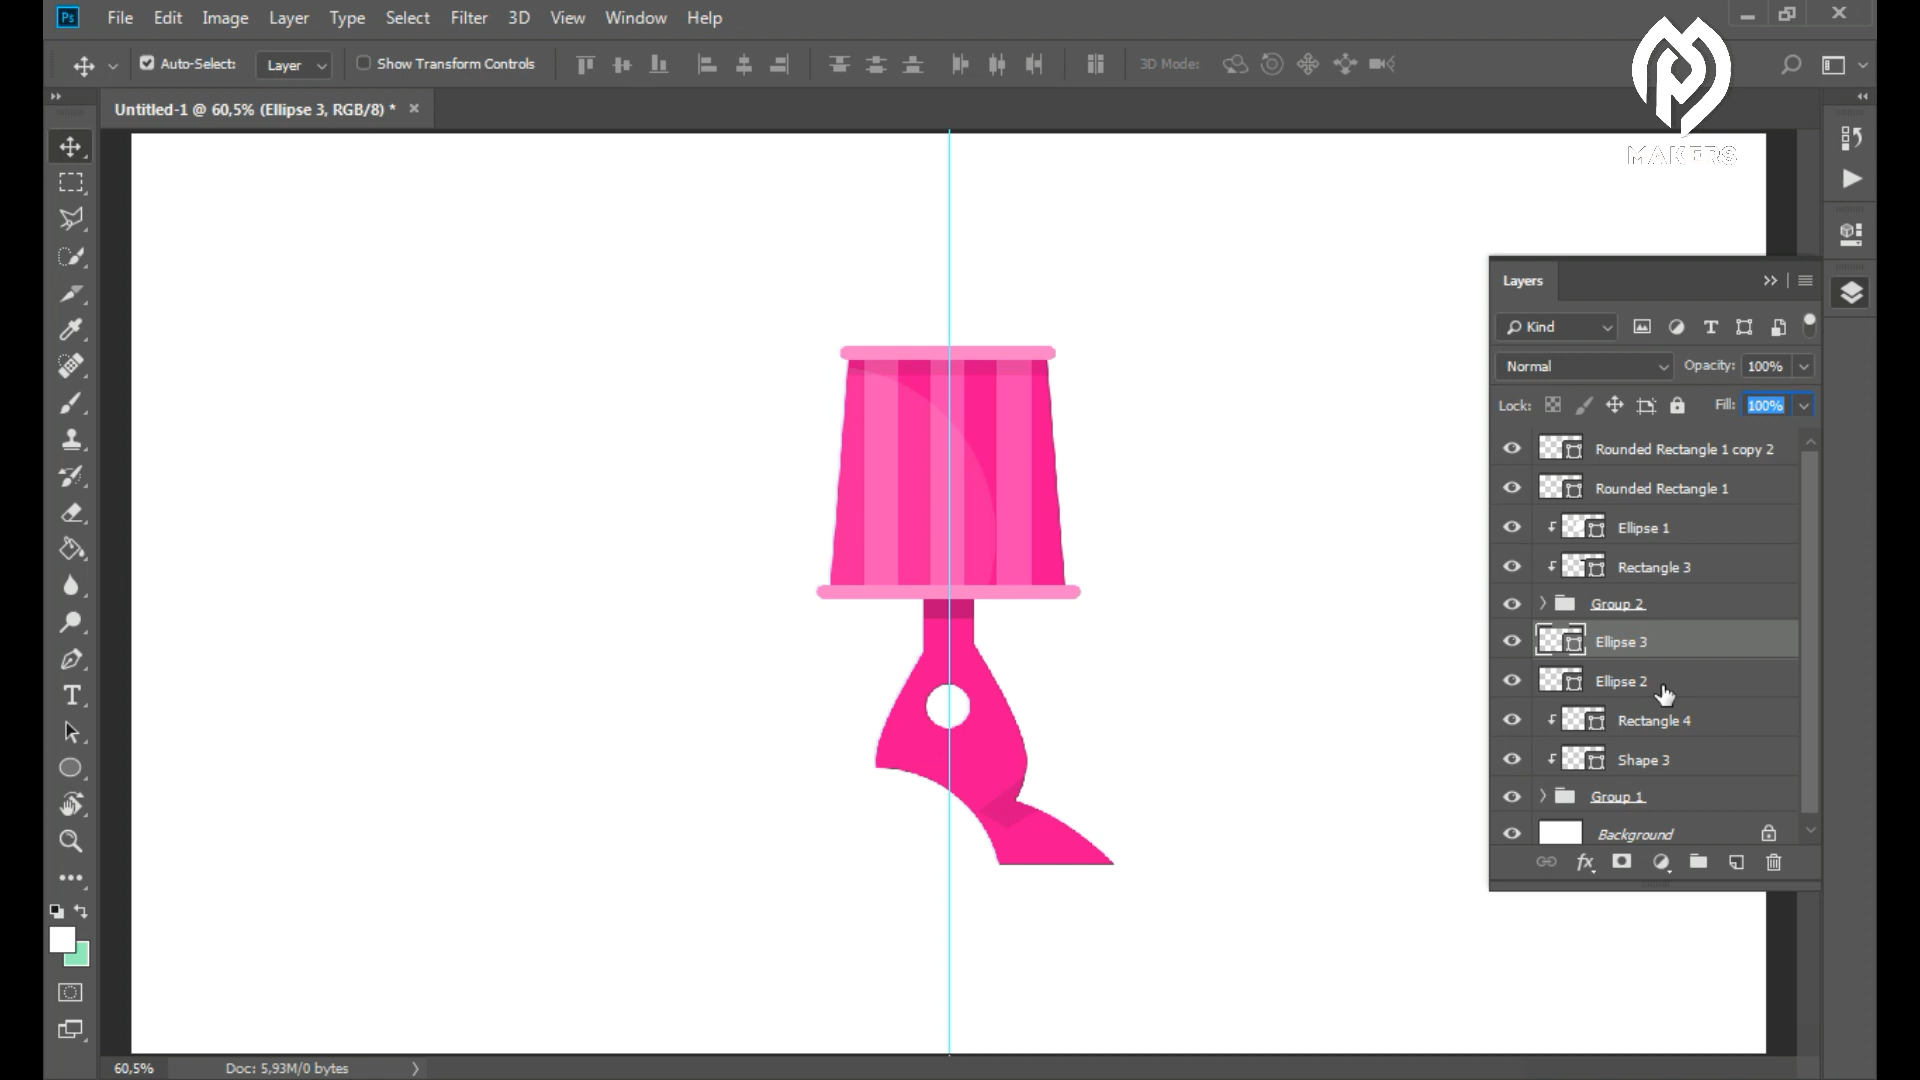 Ps File Edit Image Layer Type Select Filter 3D View Window Help
Auto-Select: Layer Show Transform Controls 3D Mode:
MAKERS
Untitled-1 @ 60,5% (Ellipse 3, RGB/8) *
Layers
Kind
Normal Opacity: 100%
Lock: Fill: 100%
Rounded Rectangle 1 copy 2
Rounded Rectangle 1
Ellipse 1
Rectangle 3
Group 2
Ellipse 3
Ellipse 2
Rectangle 4
Shape 3
Group 1
Background
fx
60,5% Doc: 5,93M/0 bytes